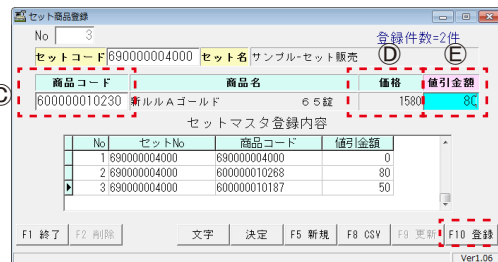 セット商品登録
No 3 登録件数=2件
セットコード 690000004000 セット名 サンプル-セット販売
Ⓓ Ⓔ
商品コード 商品名 価格 値引金額
Ⓒ 600000010230 新ルルＡゴールド ６５錠 1580 80
セットマスタ登録内容
No セットNo 商品コード 値引金額
1 690000004000 690000004000 0
2 690000004000 600000010268 80
3 690000004000 600000010187 50
F1 終了 F2 削除 文字 決定 F5 新規 F8 CSV F9 更新 F10 登録
Ver1.06